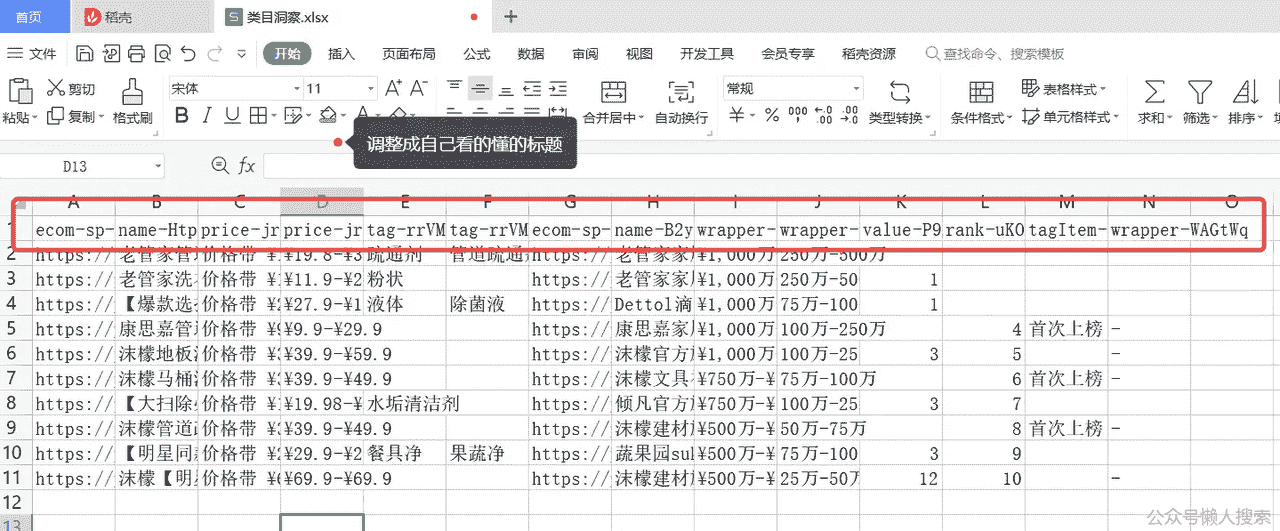 首页 稻壳 类目洞察.xlsx
文件 开始 插入 页面布局 公式 数据 审阅 视图 开发工具 会员专享 稻壳资源 查找命令、搜索模板
剪切 宋体 11 A+ A- 常规 表格样式
粘贴 复制 格式刷 B I U A 合并居中 自动换行 ¥ % 类型转换 条件格式 单元格样式 求和 筛选 排序
调整成自己看的懂的标题
D13 fx
A B C D E F G H I J K L M N O
1 ecom-sp- name-Htp price-jr price-jr tag-rrVM tag-rrVM ecom-sp- name-B2y wrapper- wrapper- value-P9 rank-uKO tagItem- wrapper-WAGtWq
2 https:// 老管家管 价格带 ¥19.8-¥3 疏通剂 管道疏通 https:// 老管家家 ¥1,000万 250万-500万
3 https:// 老管家洗 价格带 ¥11.9-¥2 粉状 https:// 老管家家 ¥1,000万 250万-50 1
4 https:// 【爆款选 价格带 ¥27.9-¥1 液体 除菌液 https:// Dettol滴 ¥1,000万 75万-100 1
5 https:// 康思嘉管 价格带 ¥9.9-¥29.9 https:// 康思嘉家 ¥1,000万 100万-250万 4 首次上榜 -
6 https:// 沫檬地板 价格带 ¥39.9-¥59.9 https:// 沫檬官方 ¥1,000万 100万-25 3 5 -
7 https:// 沫檬马桶 价格带 ¥39.9-¥49.9 https:// 沫檬文具 ¥750万-¥ 75万-100万 6 首次上榜 -
8 https:// 【大扫除 价格带 ¥19.98- 水垢清洁剂 https:// 倾凡官方 ¥750万-¥ 100万-25 3 7
9 https:// 沫檬管道 价格带 ¥39.9-¥49.9 https:// 沫檬建材 ¥500万-¥ 50万-75万 8 首次上榜 -
10 https:// 【明星同 价格带 ¥29.9-¥2 餐具净 果蔬净 https:// 蔬果园sul ¥500万-¥ 75万-100 3 9
11 https:// 沫檬【明 价格带 ¥69.9-¥69.9 https:// 沫檬建材 ¥500万-¥ 25万-50万 12 10 -
12
13
公众号懒人搜索